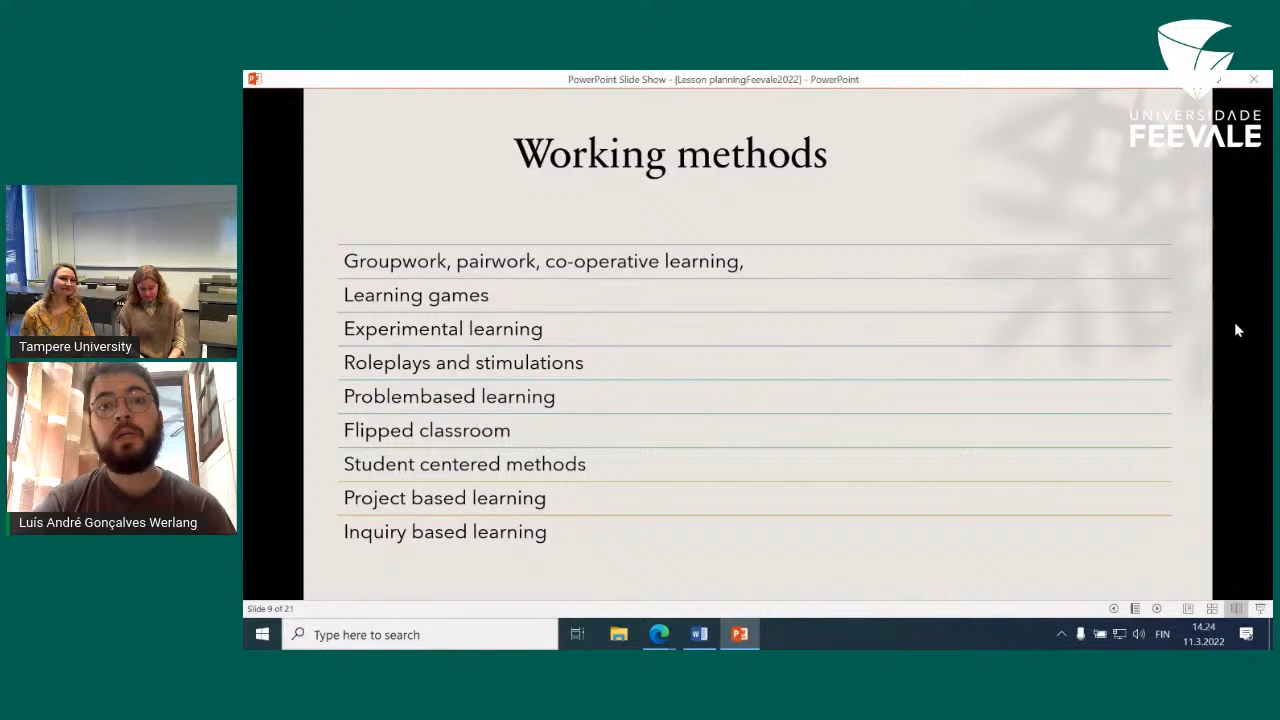 PowerPoint Slide Show - [Lesson planningFeevale2022] - PowerPoint
UNIVERSIDADE
FEEVALE
Working methods
Groupwork, pairwork, co-operative learning,
Learning games
Experimental learning
Roleplays and stimulations
Problembased learning
Flipped classroom
Student centered methods
Project based learning
Inquiry based learning
Tampere University
Luís André Gonçalves Werlang
Slide 9 of 21
Type here to search
FIN
14.24
11.3.2022